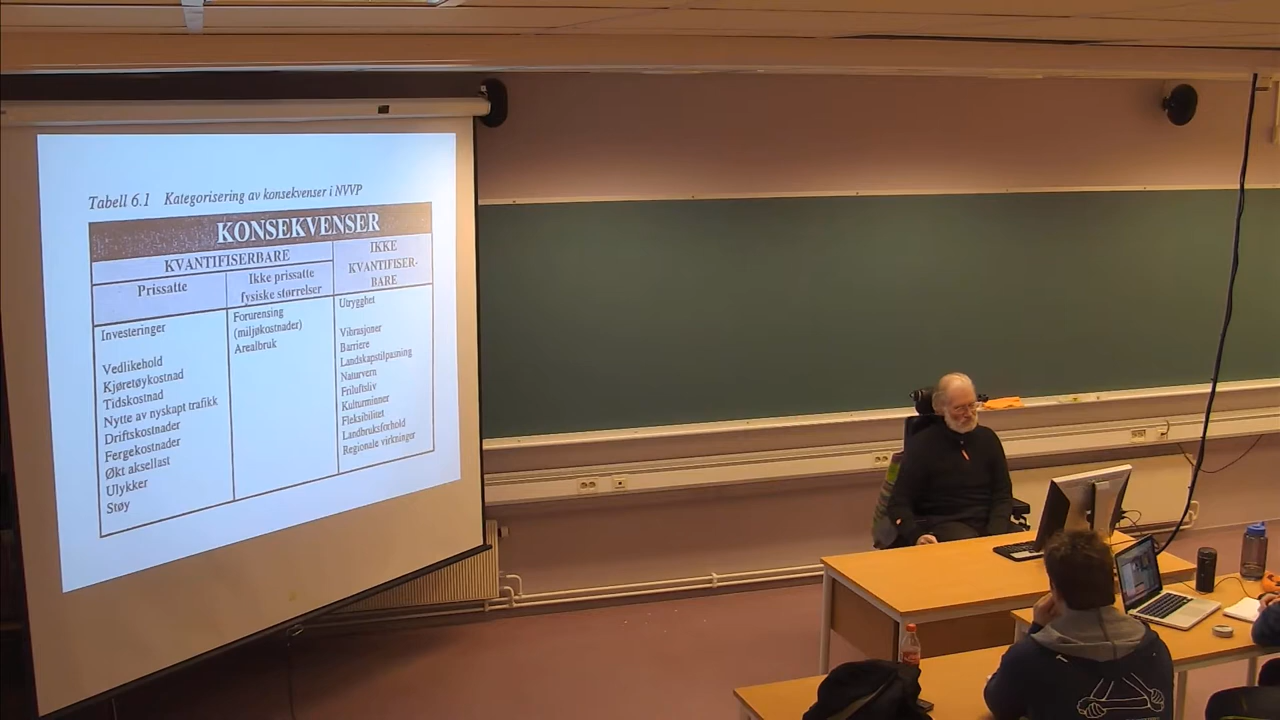 Tabell 6.1 Kategorisering av konsekvenser i NVVP
KONSEKVENSER
KVANTIFISERBARE
IKKE
KVANTIFISER-
BARE
Prissatte
Ikke prissatte
fysiske størrelser
Investeringer
Vedlikehold
Kjøretøykostnad
Tidskostnad
Nytte av nyskapt trafikk
Driftskostnader
Fergekostnader
Økt aksellast
Ulykker
Støy
Forurensing
(miljøkostnader)
Arealbruk
Utrygghet
Vibrasjoner
Barriere
Landskapstilpasning
Naturvern
Friluftsliv
Kulturminner
Fleksibilitet
Landbruksforhold
Regionale virkninger